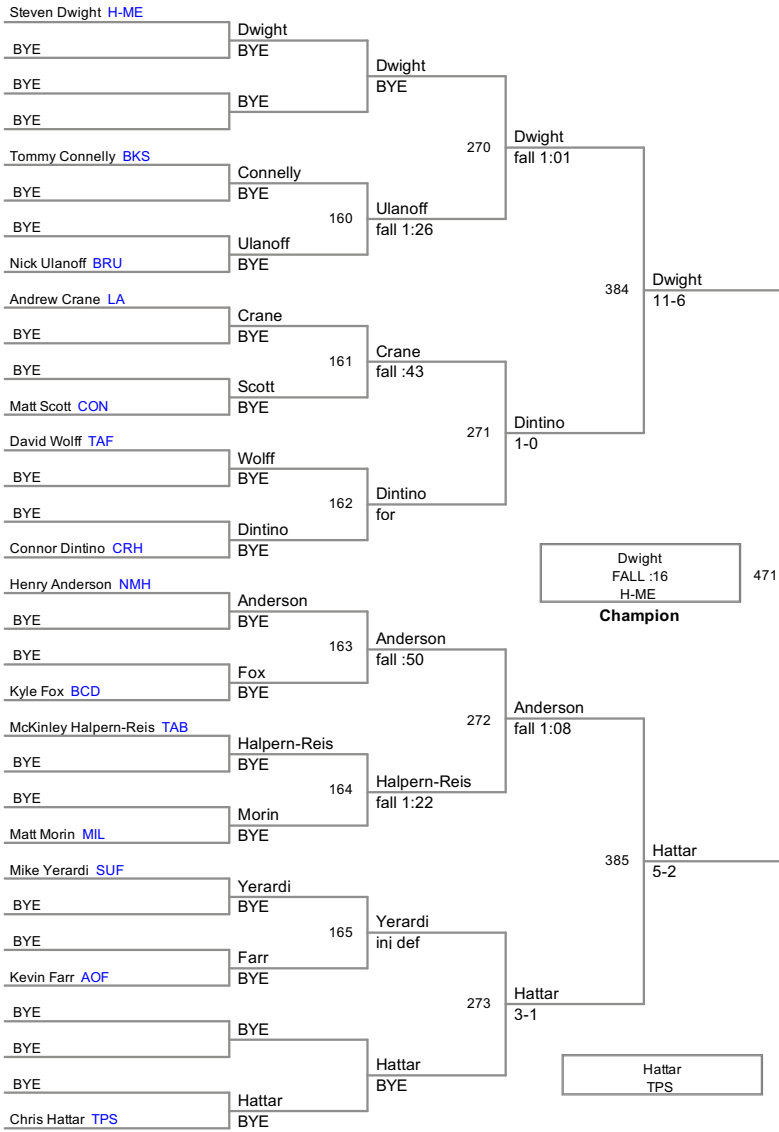 Steven Dwight H-ME
BYE
BYE
BYE
Tommy Connelly BKS
BYE
BYE
Nick Ulanoff BRU
Andrew Crane LA
BYE
BYE
Matt Scott CON
David Wolff TAF
BYE
BYE
Connor Dintino CRH
Henry Anderson NMH
BYE
BYE
Kyle Fox BCD
McKinley Halpern-Reis TAB
BYE
BYE
Matt Morin MIL
Mike Yerardi SUF
BYE
BYE
Kevin Farr AOF
BYE
BYE
BYE
Chris Hattar TPS
Dwight
BYE
BYE
Connelly
BYE
160
Ulanoff
BYE
Crane
BYE
161
Scott
BYE
Wolff
BYE
162
Dintino
BYE
Anderson
BYE
163
Fox
BYE
Halpern-Reis
BYE
164
Morin
BYE
Yerardi
BYE
165
Farr
BYE
BYE
Hattar
BYE
Dwight
BYE
270
Ulanoff
fall 1:26
Crane
fall :43
271
Dintino
for
Anderson
fall :50
272
Halpern-Reis
fall 1:22
Yerardi
inj def
273
Hattar
BYE
Dwight
fall 1:01
384
Dintino
1-0
Anderson
fall 1:08
385
Hattar
3-1
Dwight
11-6
Dwight
FALL :16
H-ME
471
Champion
Hattar
5-2
Hattar
TPS